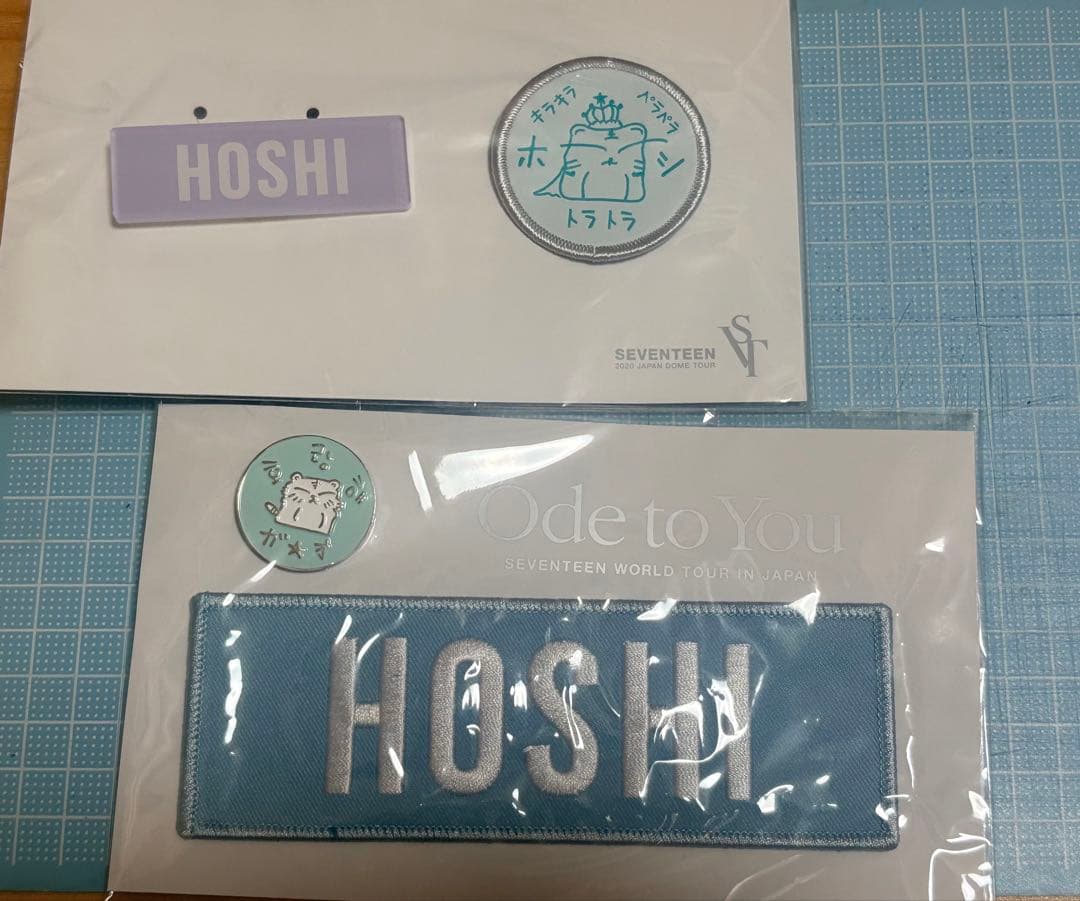 HOSHI
キラキラ
ペラペラ
ホシ
トラトラ
SEVENTEEN
2020 JAPAN DOME TOUR
Ode to You
SEVENTEEN WORLD TOUR IN JAPAN
HOSHI